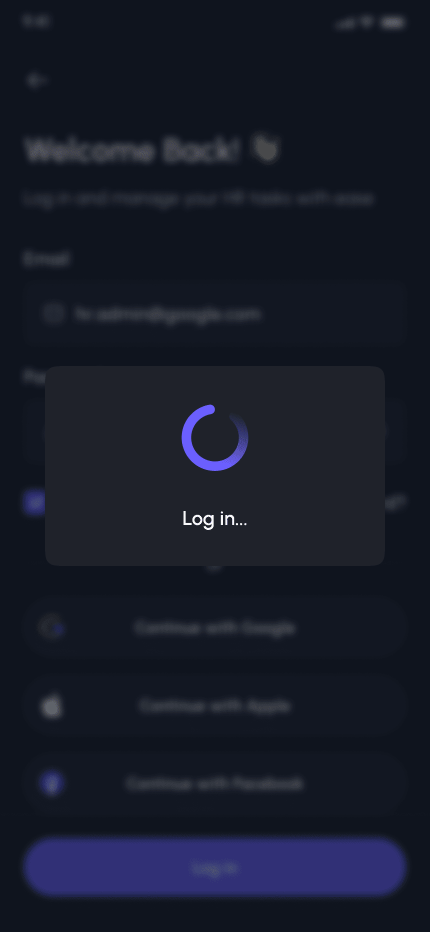 9:41
Welcome Back! 👋
Log in and manage your HR tasks with ease
Email
hr.admin@google.com
Log in...
Continue with Google
Continue with Apple
Continue with Facebook
Log in